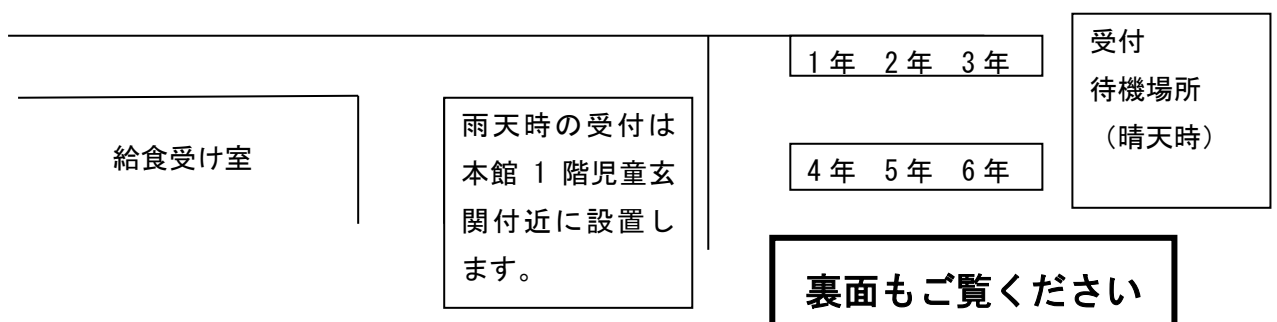 給食受け室
雨天時の受付は
本館 1 階児童玄
関付近に設置し
ます。
1年 2年 3年
4年 5年 6年
受付
待機場所
（晴天時）
裏面もご覧ください